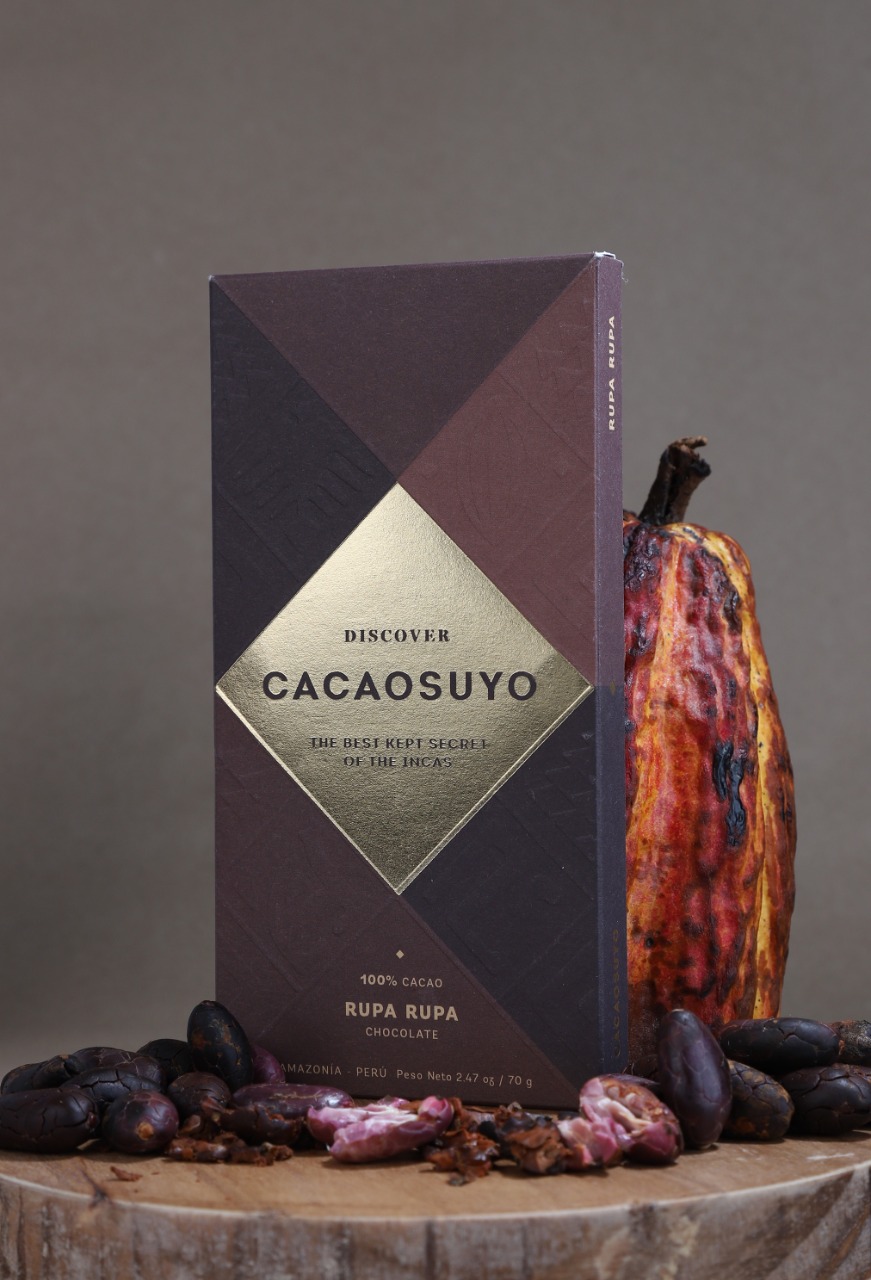 DISCOVER
CACAOSUYO
THE BEST KEPT SECRET
OF THE INCAS
100% CACAO
RUPA RUPA
CHOCOLATE
AMAZONÍA - PERÚ Peso Neto 2.47 oz / 70 g
RUPA RUPA
CACAOSUYO